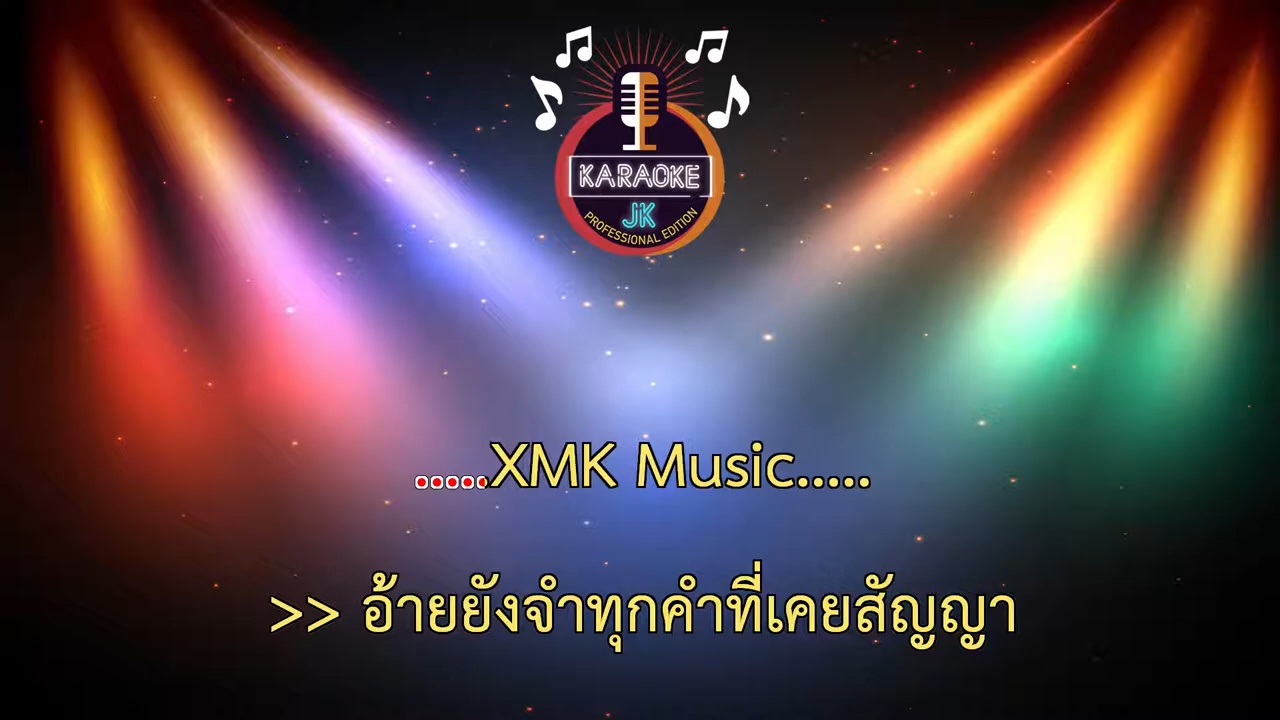 KARAOKE
JK
PROFESSIONAL EDITION
.....XMK Music.....
>> อ้ายยังจำทุกคำที่เคยสัญญา